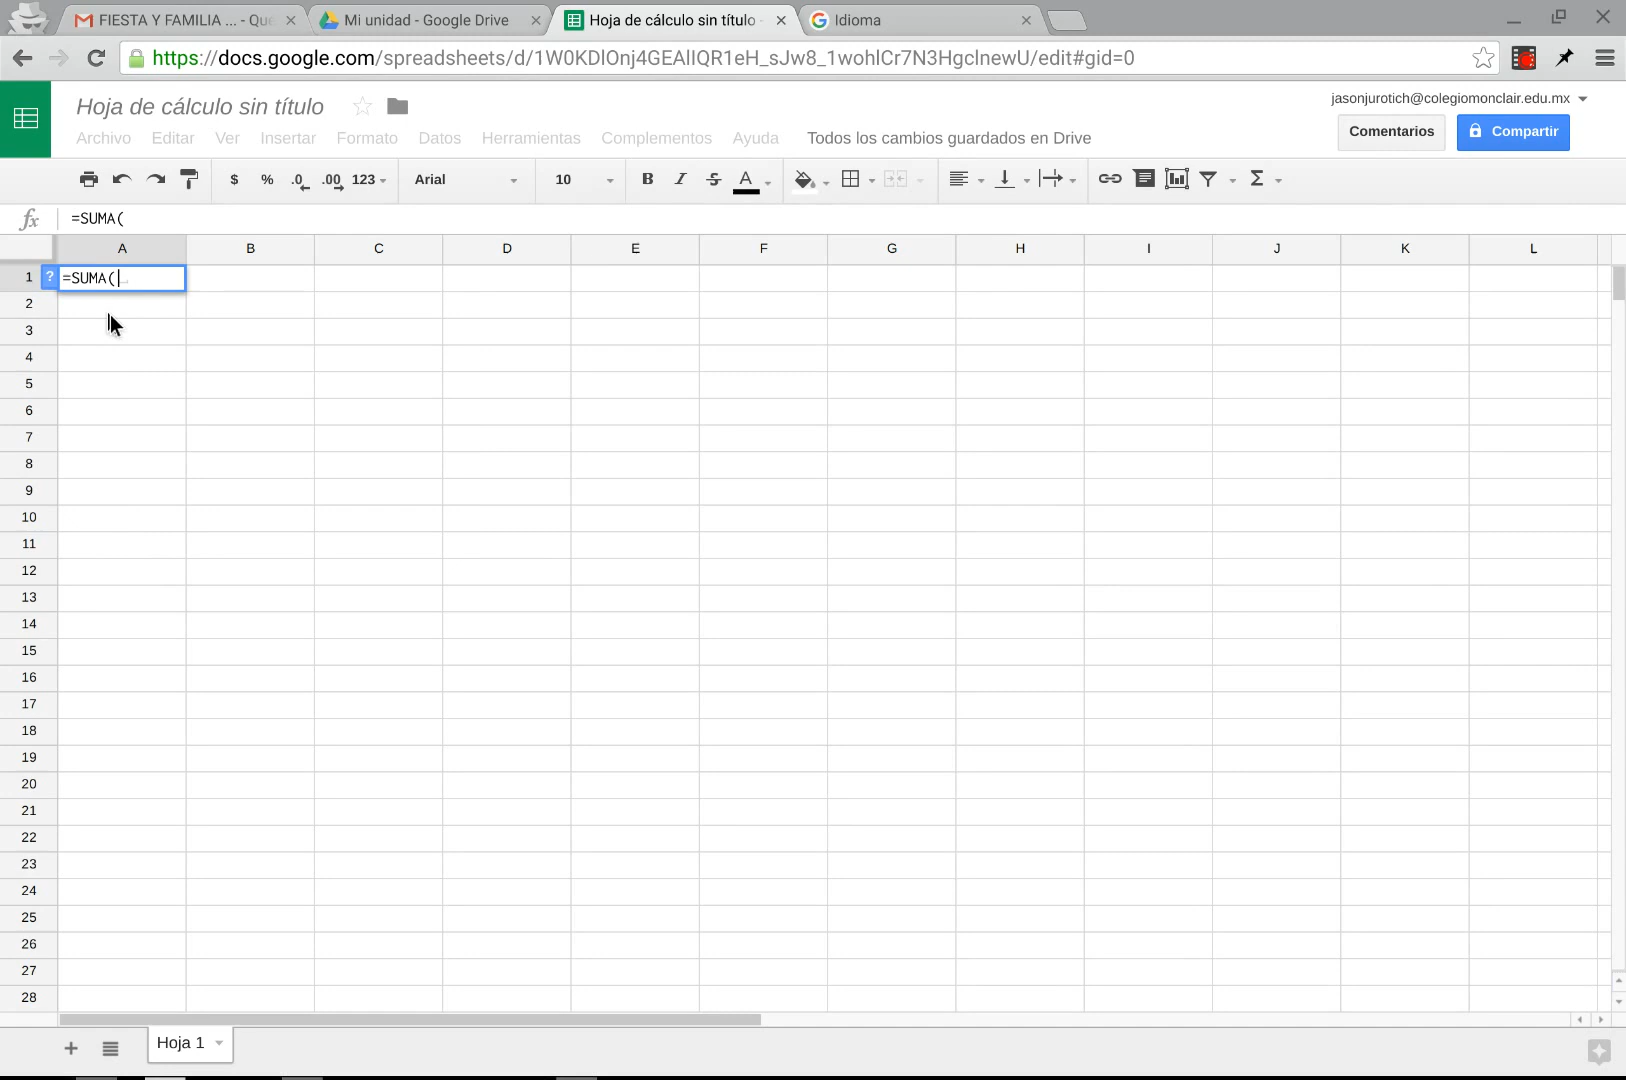 FIESTA Y FAMILIA ... - Que
Mi unidad - Google Drive
Hoja de cálculo sin título -
Idioma
https://docs.google.com/spreadsheets/d/1W0KDlOnj4GEAlIQR1eH_sJw8_1wohlCr7N3HgclnewU/edit#gid=0
Hoja de cálculo sin título
jasonjurotich@colegiomonclair.edu.mx
Archivo Editar Ver Insertar Formato Datos Herramientas Complementos Ayuda Todos los cambios guardados en Drive
Comentarios
Compartir
$ % .0 .00 123 Arial 10 B I S A Σ
fx =SUMA(
A B C D E F G H I J K L
1 ? =SUMA(
2
3
4
5
6
7
8
9
10
11
12
13
14
15
16
17
18
19
20
21
22
23
24
25
26
27
28
+ Hoja 1